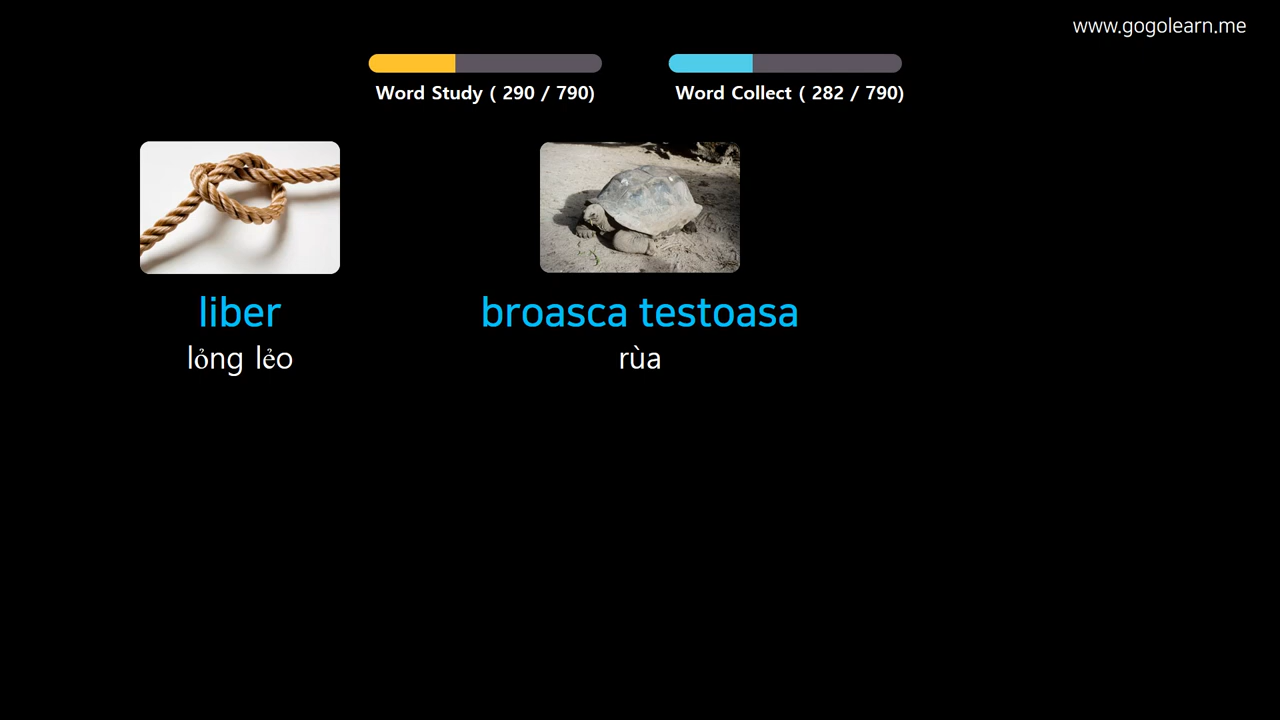 www.gogolearn.me
Word Study ( 290 / 790)
Word Collect ( 282 / 790)
liber
lỏng lẻo
broasca testoasa
rùa